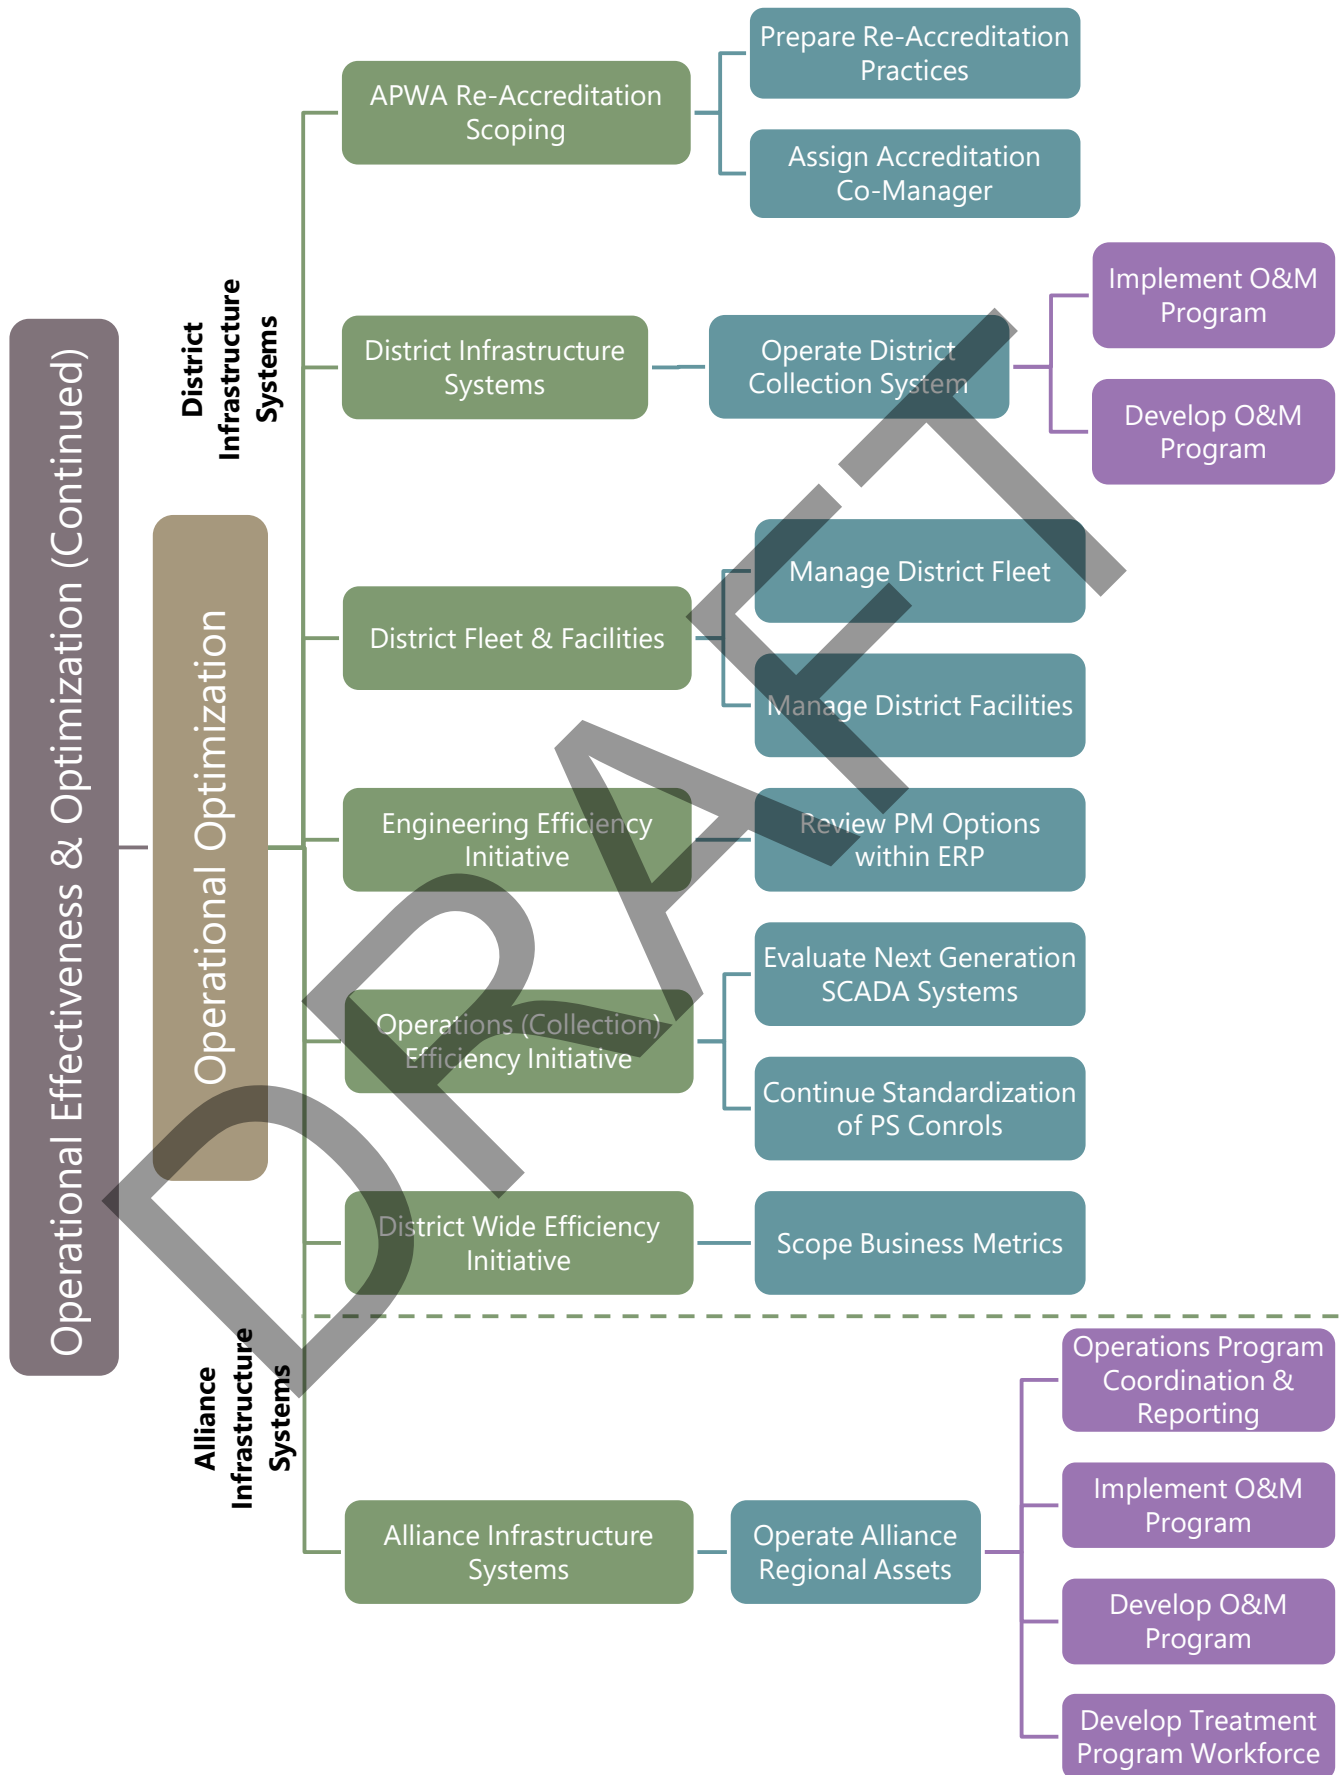 Operational Effectiveness & Optimization (Continued)
Operational Optimization
District
Infrastructure
Systems
APWA Re-Accreditation
Scoping
Prepare Re-Accreditation
Practices
Assign Accreditation
Co-Manager
District Infrastructure
Systems
Operate District
Collection System
Implement O&M
Program
Develop O&M
Program
District Fleet & Facilities
Manage District Fleet
Manage District Facilities
Engineering Efficiency
Initiative
Review PM Options
within ERP
Operations (Collection)
Efficiency Initiative
Evaluate Next Generation
SCADA Systems
Continue Standardization
of PS Conrols
District Wide Efficiency
Initiative
Scope Business Metrics
Alliance
Infrastructure
Systems
Alliance Infrastructure
Systems
Operate Alliance
Regional Assets
Operations Program
Coordination &
Reporting
Implement O&M
Program
Develop O&M
Program
Develop Treatment
Program Workforce
DRAFT